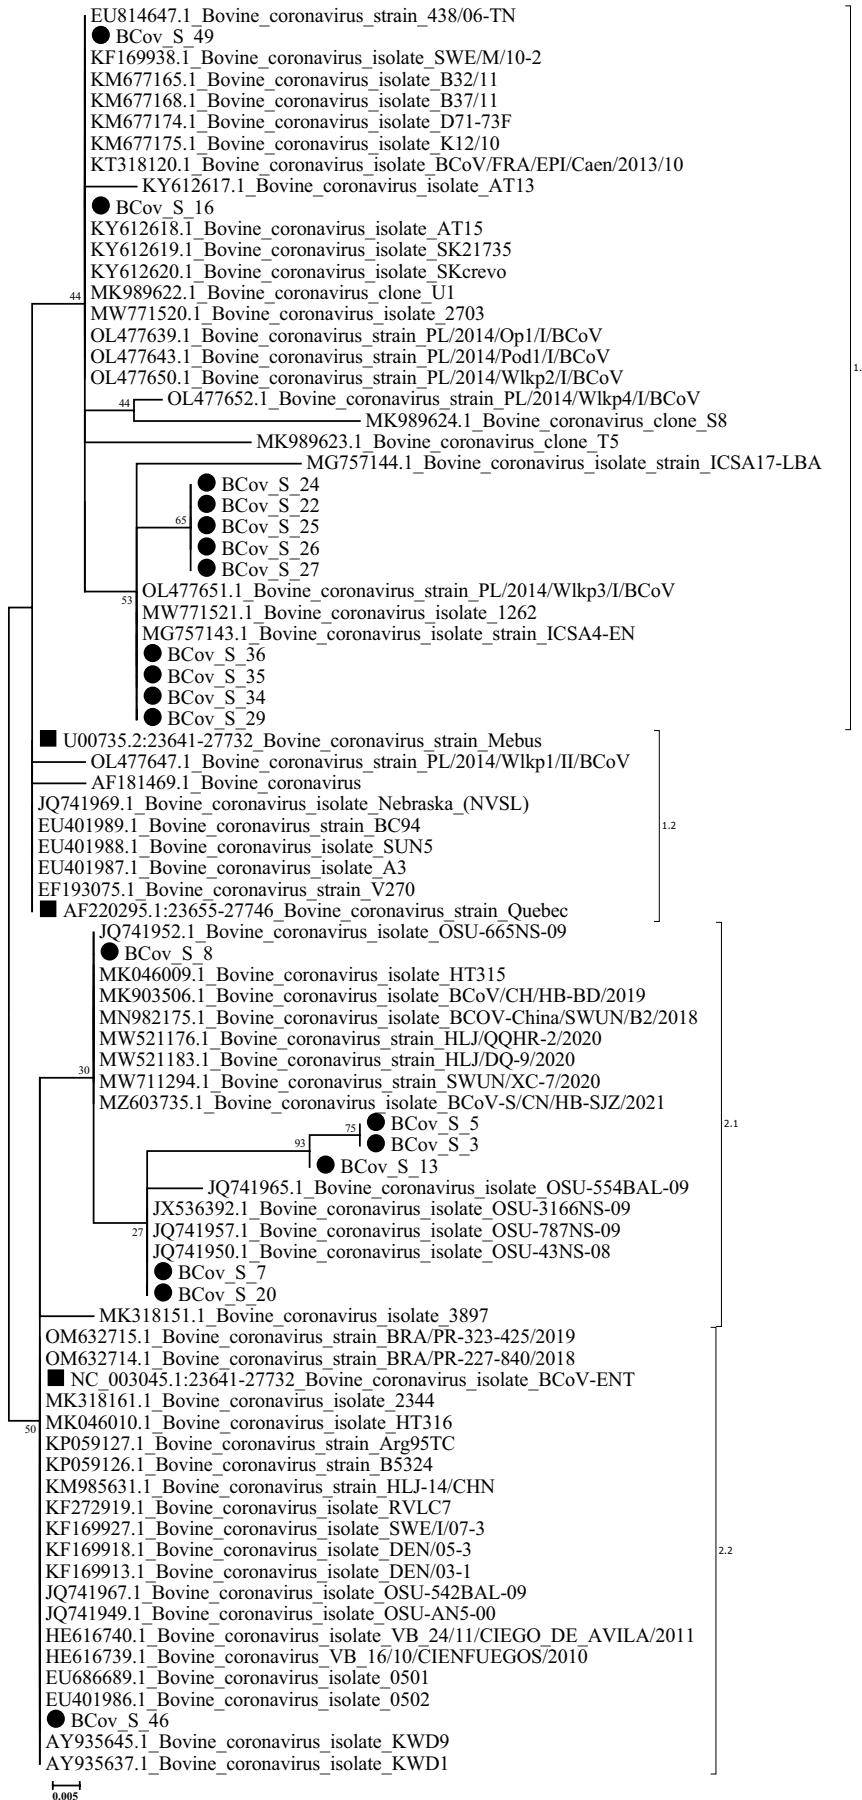 EU814647.1_Bovine_coronavirus_strain_438/06-TN
BCov_S_49
KF169938.1_Bovine_coronavirus_isolate_SWE/M/10-2
KM677165.1_Bovine_coronavirus_isolate_B32/11
KM677168.1_Bovine_coronavirus_isolate_B37/11
KM677174.1_Bovine_coronavirus_isolate_D71-73F
KM677175.1_Bovine_coronavirus_isolate_K12/10
KT318120.1_Bovine_coronavirus_isolate_BCoV/FRA/EPI/Caen/2013/10
KY612617.1_Bovine_coronavirus_isolate_AT13
BCov_S_16
KY612618.1_Bovine_coronavirus_isolate_AT15
KY612619.1_Bovine_coronavirus_isolate_SK21735
KY612620.1_Bovine_coronavirus_isolate_SKcrevo
44
MK989622.1_Bovine_coronavirus_clone_U1
MW771520.1_Bovine_coronavirus_isolate_2703
OL477639.1_Bovine_coronavirus_strain_PL/2014/Op1/I/BCoV
OL477643.1_Bovine_coronavirus_strain_PL/2014/Pod1/I/BCoV
1.
OL477650.1_Bovine_coronavirus_strain_PL/2014/Wlkp2/I/BCoV
OL477652.1_Bovine_coronavirus_strain_PL/2014/Wlkp4/I/BCoV
44
MK989624.1_Bovine_coronavirus_clone_S8
MK989623.1_Bovine_coronavirus_clone_T5
MG757144.1_Bovine_coronavirus_isolate_strain_ICSA17-LBA
BCov_S_24
BCov_S_22
65
BCov_S_25
BCov_S_26
BCov_S_27
OL477651.1_Bovine_coronavirus_strain_PL/2014/Wlkp3/I/BCoV
53
MW771521.1_Bovine_coronavirus_isolate_1262
MG757143.1_Bovine_coronavirus_isolate_strain_ICSA4-EN
BCov_S_36
BCov_S_35
BCov_S_34
BCov_S_29
U00735.2:23641-27732_Bovine_coronavirus_strain_Mebus
OL477647.1_Bovine_coronavirus_strain_PL/2014/Wlkp1/II/BCoV
AF181469.1_Bovine_coronavirus
JQ741969.1_Bovine_coronavirus_isolate_Nebraska_(NVSL)
EU401989.1_Bovine_coronavirus_strain_BC94
1.2
EU401988.1_Bovine_coronavirus_isolate_SUN5
EU401987.1_Bovine_coronavirus_isolate_A3
EF193075.1_Bovine_coronavirus_strain_V270
AF220295.1:23655-27746_Bovine_coronavirus_strain_Quebec
JQ741952.1_Bovine_coronavirus_isolate_OSU-665NS-09
BCov_S_8
MK046009.1_Bovine_coronavirus_isolate_HT315
MK903506.1_Bovine_coronavirus_isolate_BCoV/CH/HB-BD/2019
MN982175.1_Bovine_coronavirus_isolate_BCOV-China/SWUN/B2/2018
MW521176.1_Bovine_coronavirus_strain_HLJ/QQHR-2/2020
MW521183.1_Bovine_coronavirus_strain_HLJ/DQ-9/2020
30
MW711294.1_Bovine_coronavirus_strain_SWUN/XC-7/2020
MZ603735.1_Bovine_coronavirus_isolate_BCoV-S/CN/HB-SJZ/2021
BCov_S_5
2.1
75
BCov_S_3
93
BCov_S_13
JQ741965.1_Bovine_coronavirus_isolate_OSU-554BAL-09
JX536392.1_Bovine_coronavirus_isolate_OSU-3166NS-09
27
JQ741957.1_Bovine_coronavirus_isolate_OSU-787NS-09
JQ741950.1_Bovine_coronavirus_isolate_OSU-43NS-08
BCov_S_7
BCov_S_20
MK318151.1_Bovine_coronavirus_isolate_3897
OM632715.1_Bovine_coronavirus_strain_BRA/PR-323-425/2019
OM632714.1_Bovine_coronavirus_strain_BRA/PR-227-840/2018
NC_003045.1:23641-27732_Bovine_coronavirus_isolate_BCoV-ENT
MK318161.1_Bovine_coronavirus_isolate_2344
50
MK046010.1_Bovine_coronavirus_isolate_HT316
KP059127.1_Bovine_coronavirus_strain_Arg95TC
KP059126.1_Bovine_coronavirus_strain_B5324
KM985631.1_Bovine_coronavirus_strain_HLJ-14/CHN
KF272919.1_Bovine_coronavirus_isolate_RVLC7
KF169927.1_Bovine_coronavirus_isolate_SWE/I/07-3
KF169918.1_Bovine_coronavirus_isolate_DEN/05-3
2.2
KF169913.1_Bovine_coronavirus_isolate_DEN/03-1
JQ741967.1_Bovine_coronavirus_isolate_OSU-542BAL-09
JQ741949.1_Bovine_coronavirus_isolate_OSU-AN5-00
HE616740.1_Bovine_coronavirus_isolate_VB_24/11/CIEGO_DE_AVILA/2011
HE616739.1_Bovine_coronavirus_VB_16/10/CIENFUEGOS/2010
EU686689.1_Bovine_coronavirus_isolate_0501
EU401986.1_Bovine_coronavirus_isolate_0502
BCov_S_46
AY935645.1_Bovine_coronavirus_isolate_KWD9
AY935637.1_Bovine_coronavirus_isolate_KWD1
0.005